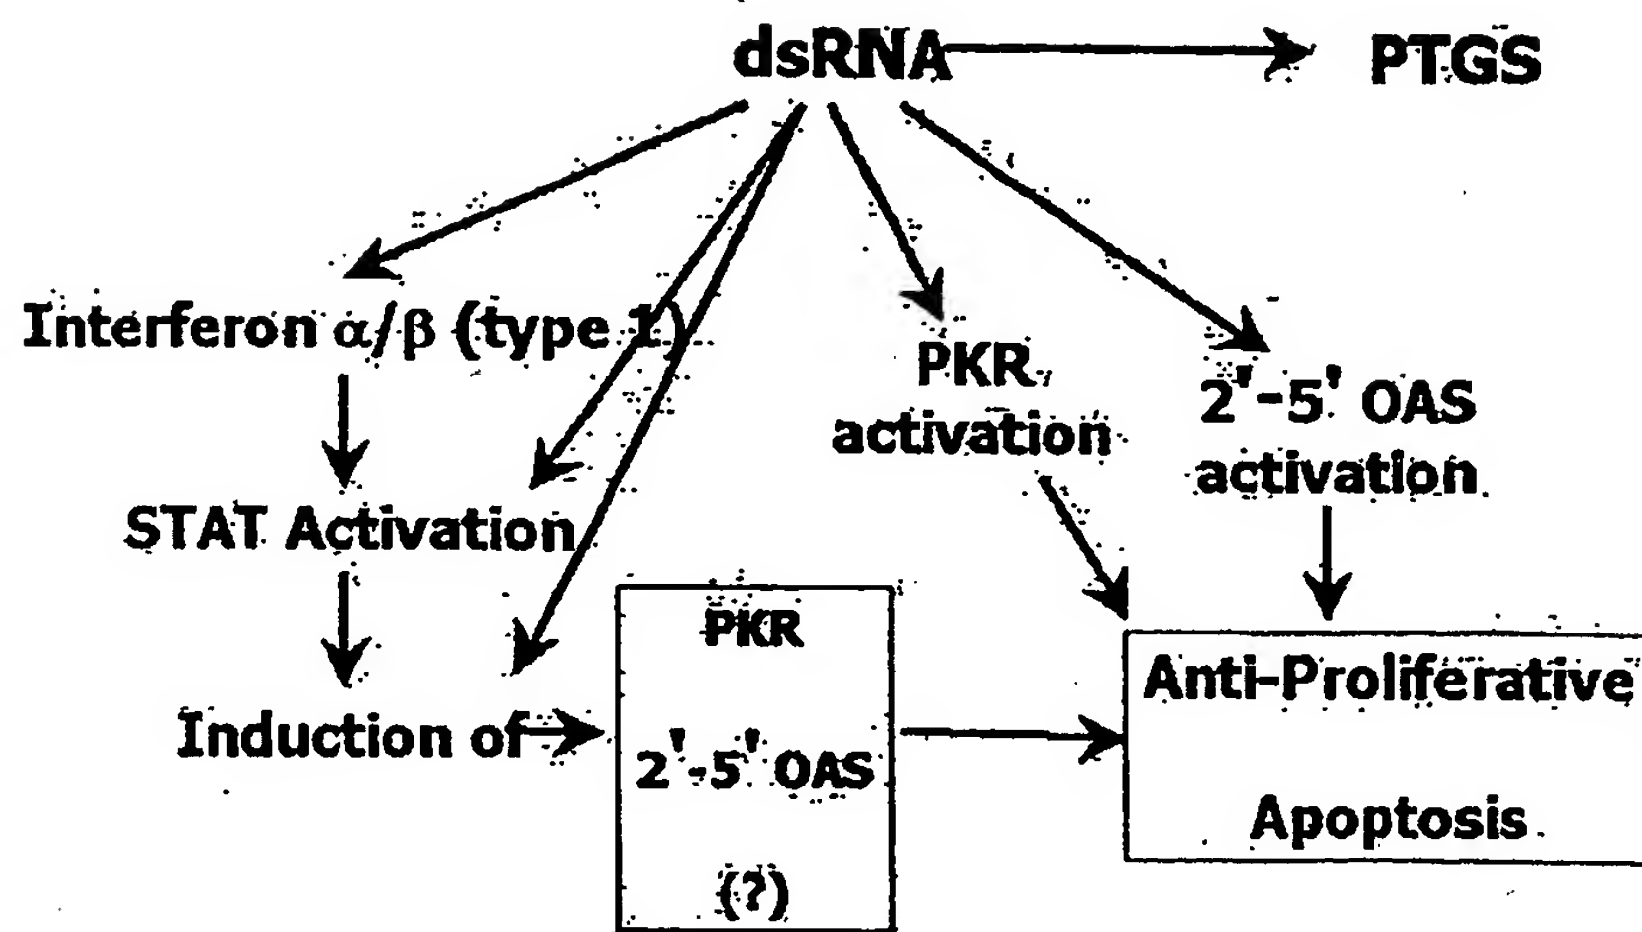 dsRNA
PTGS
Interferon α/β (type 1)
PKR
activation
2'-5' OAS
activation
STAT Activation
Induction of
PKR
2'-5' OAS
(?)
Anti-Proliferative
Apoptosis